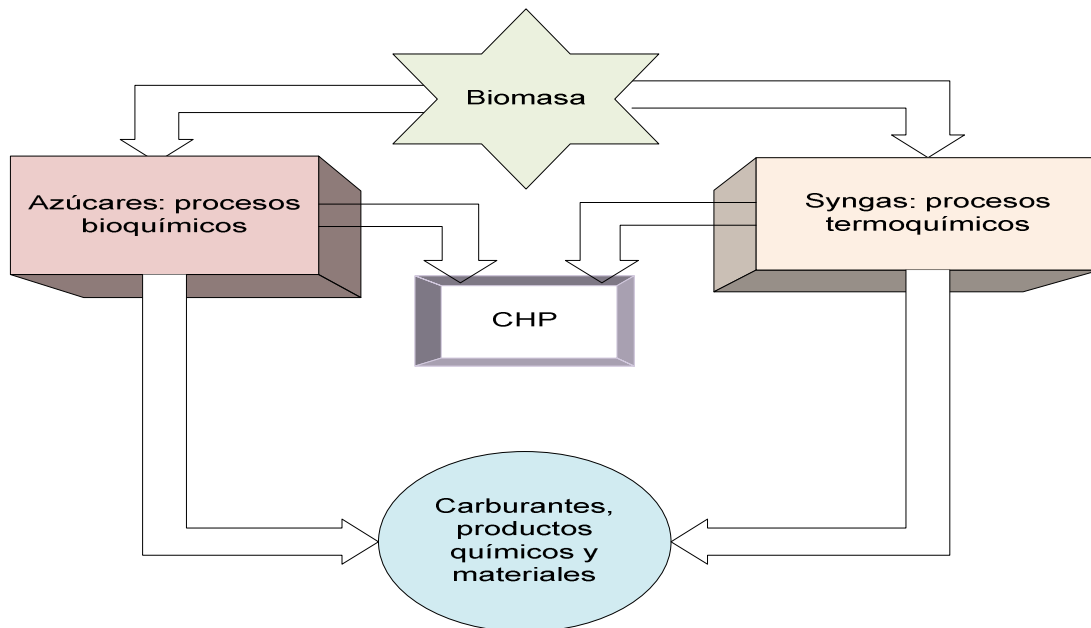 Biomasa
Azúcares: procesos
bioquímicos
Syngas: procesos
termoquímicos
CHP
Carburantes,
productos
químicos y
materiales